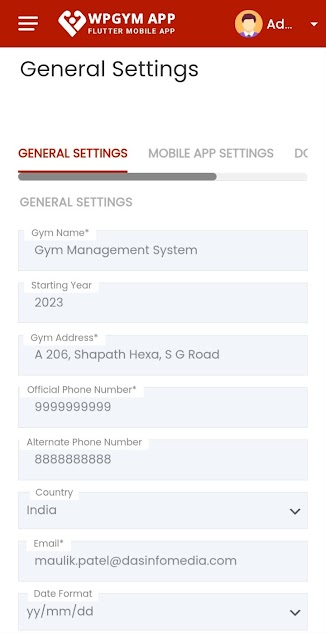 WPGYM APP
FLUTTER MOBILE APP
Ad...
General Settings
GENERAL SETTINGS MOBILE APP SETTINGS
GENERAL SETTINGS
Gym Name*
Gym Management System
Starting Year
2023
Gym Address*
A 206, Shapath Hexa, S G Road
Official Phone Number*
9999999999
Alternate Phone Number
8888888888
Country
India
Email*
maulik.patel@dasinfomedia.com
Date Format
yy/mm/dd